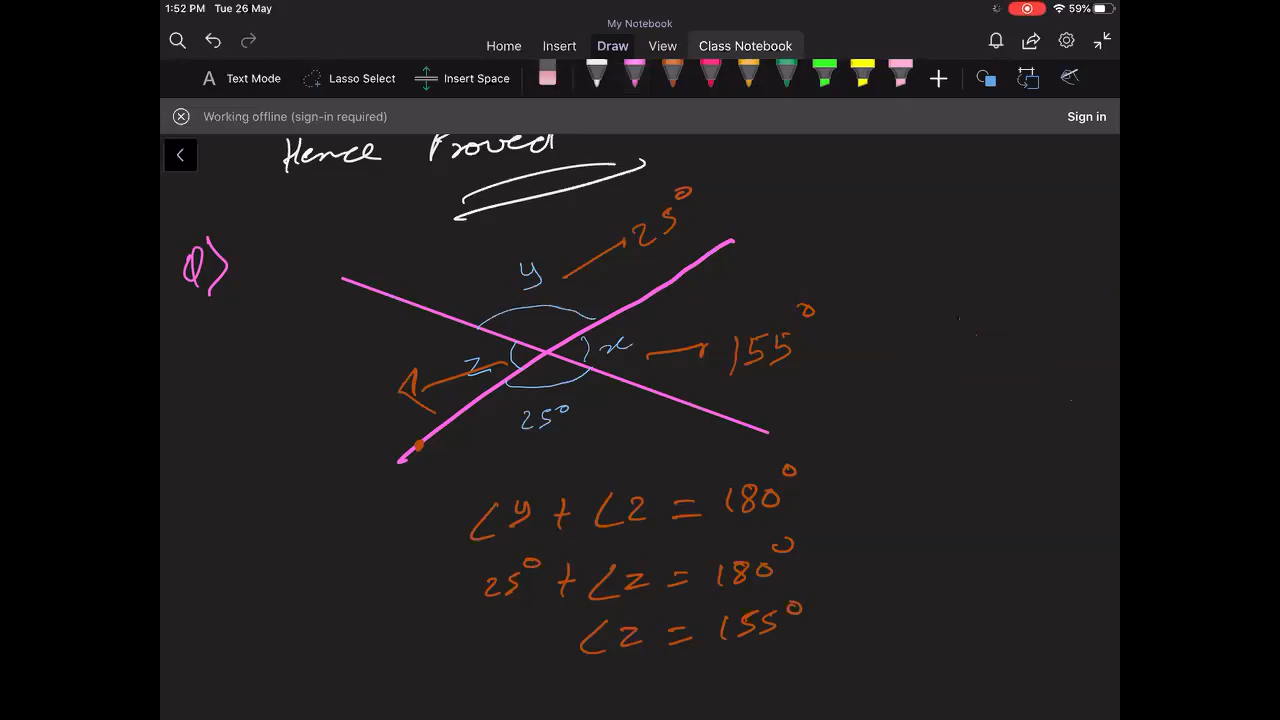 1:52 PM Tue 26 May
59%
My Notebook
Home Insert Draw View Class Notebook
Text Mode Lasso Select Insert Space
Working offline (sign-in required) Sign in
Hence Proved
Q)
y 25°
z x 155°
25°
∠y + ∠z = 180°
25° + ∠z = 180°
∠z = 155°